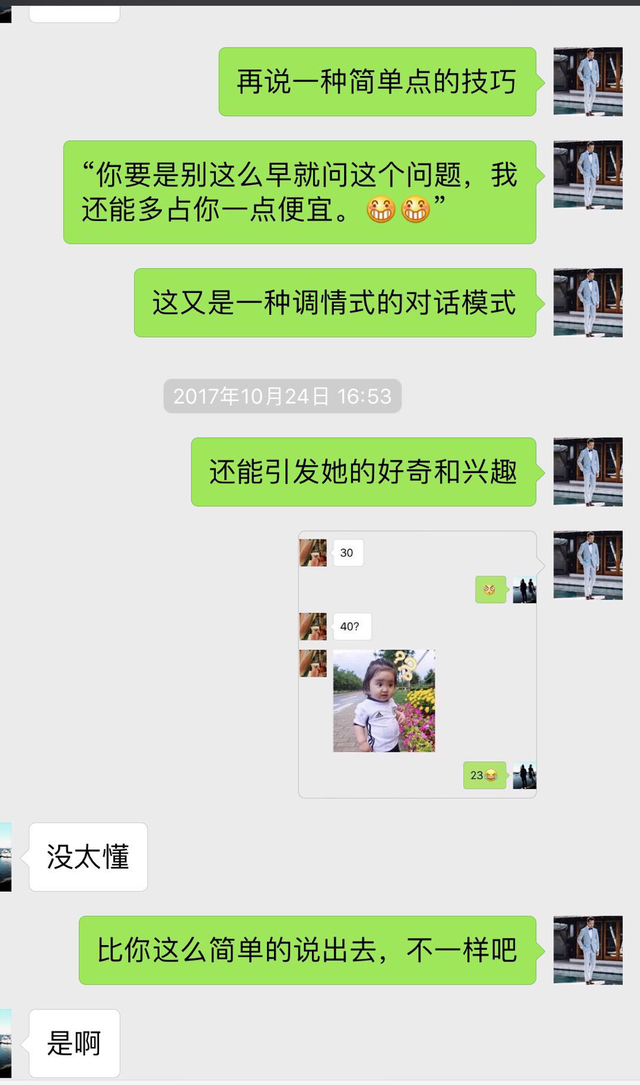 再说一种简单点的技巧
“你要是别这么早就问这个问题，我
还能多占你一点便宜。😁😁”
这又是一种调情式的对话模式
2017年10月24日 16:53
还能引发她的好奇和兴趣
30
40?
???
23😂
没太懂
比你这么简单的说出去，不一样吧
是啊